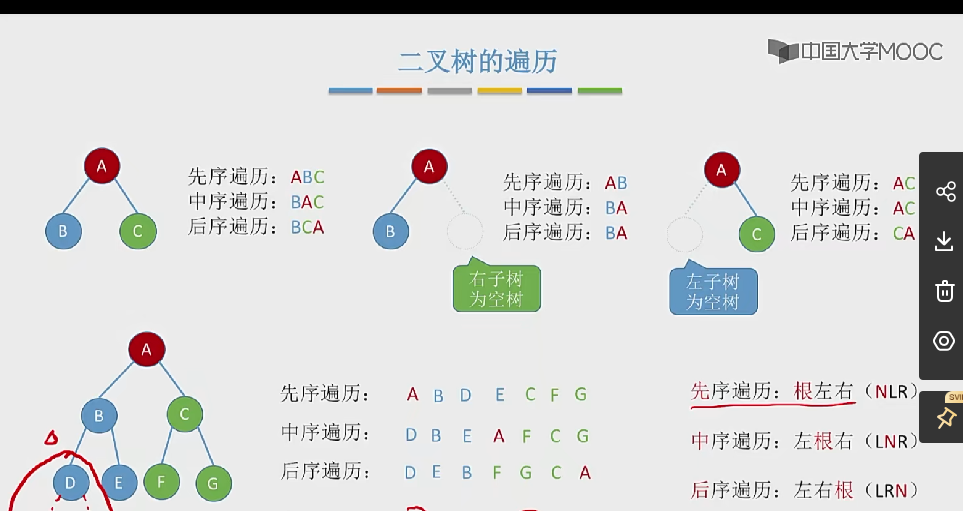 二叉树的遍历
中国大学MOOC
A
B
C
先序遍历：ABC
中序遍历：BAC
后序遍历：BCA
A
B
先序遍历：AB
中序遍历：BA
后序遍历：BA
右子树
为空树
A
C
先序遍历：AC
中序遍历：AC
后序遍历：CA
左子树
为空树
A
B
C
D
E
F
G
先序遍历： A B D E C F G
中序遍历： D B E A F C G
后序遍历： D E B F G C A
先序遍历：根左右（NLR）
中序遍历：左根右（LNR）
后序遍历：左右根（LRN）